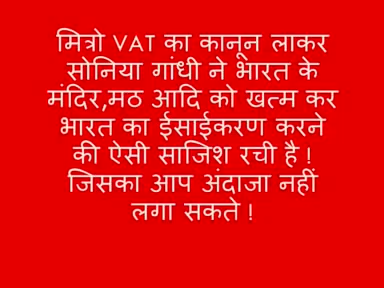 मित्रो VAT का कानून लाकर
सोनिया गांधी ने भारत के
मंदिर,मठ आदि को खत्म कर
भारत का ईसाईकरण करने
की ऐसी साजिश रची है !
जिसका आप अंदाजा नहीं
लगा सकते !